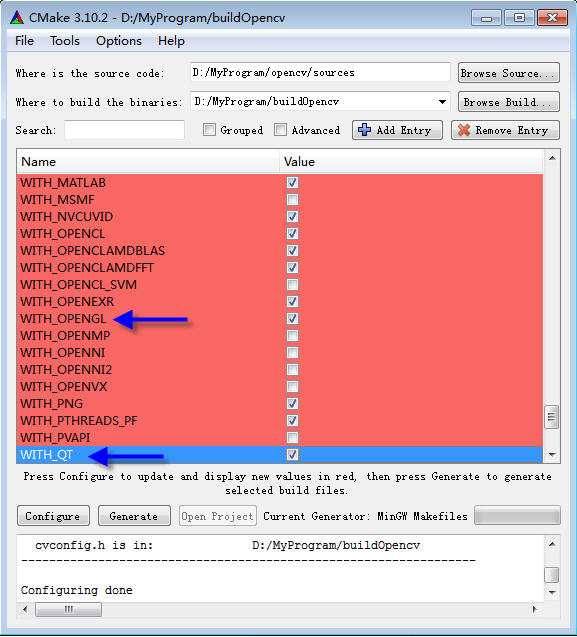 CMake 3.10.2 - D:/MyProgram/buildOpencv
File Tools Options Help
Where is the source code: D:/MyProgram/opencv/sources Browse Source...
Where to build the binaries: D:/MyProgram/buildOpencv Browse Build...
Search: Grouped Advanced Add Entry Remove Entry
Name Value
WITH_MATLAB
WITH_MSMF
WITH_NVCUVID
WITH_OPENCL
WITH_OPENCLAMDBLAS
WITH_OPENCLAMDFFT
WITH_OPENCL_SVM
WITH_OPENEXR
WITH_OPENGL
WITH_OPENMP
WITH_OPENNI
WITH_OPENNI2
WITH_OPENVX
WITH_PNG
WITH_PTHREADS_PF
WITH_PVAPI
WITH_QT
Press Configure to update and display new values in red, then press Generate to generate
selected build files.
Configure Generate Open Project Current Generator: MinGW Makefiles
cvconfig.h is in: D:/MyProgram/buildOpencv
-----------------------------------------------------------------
Configuring done